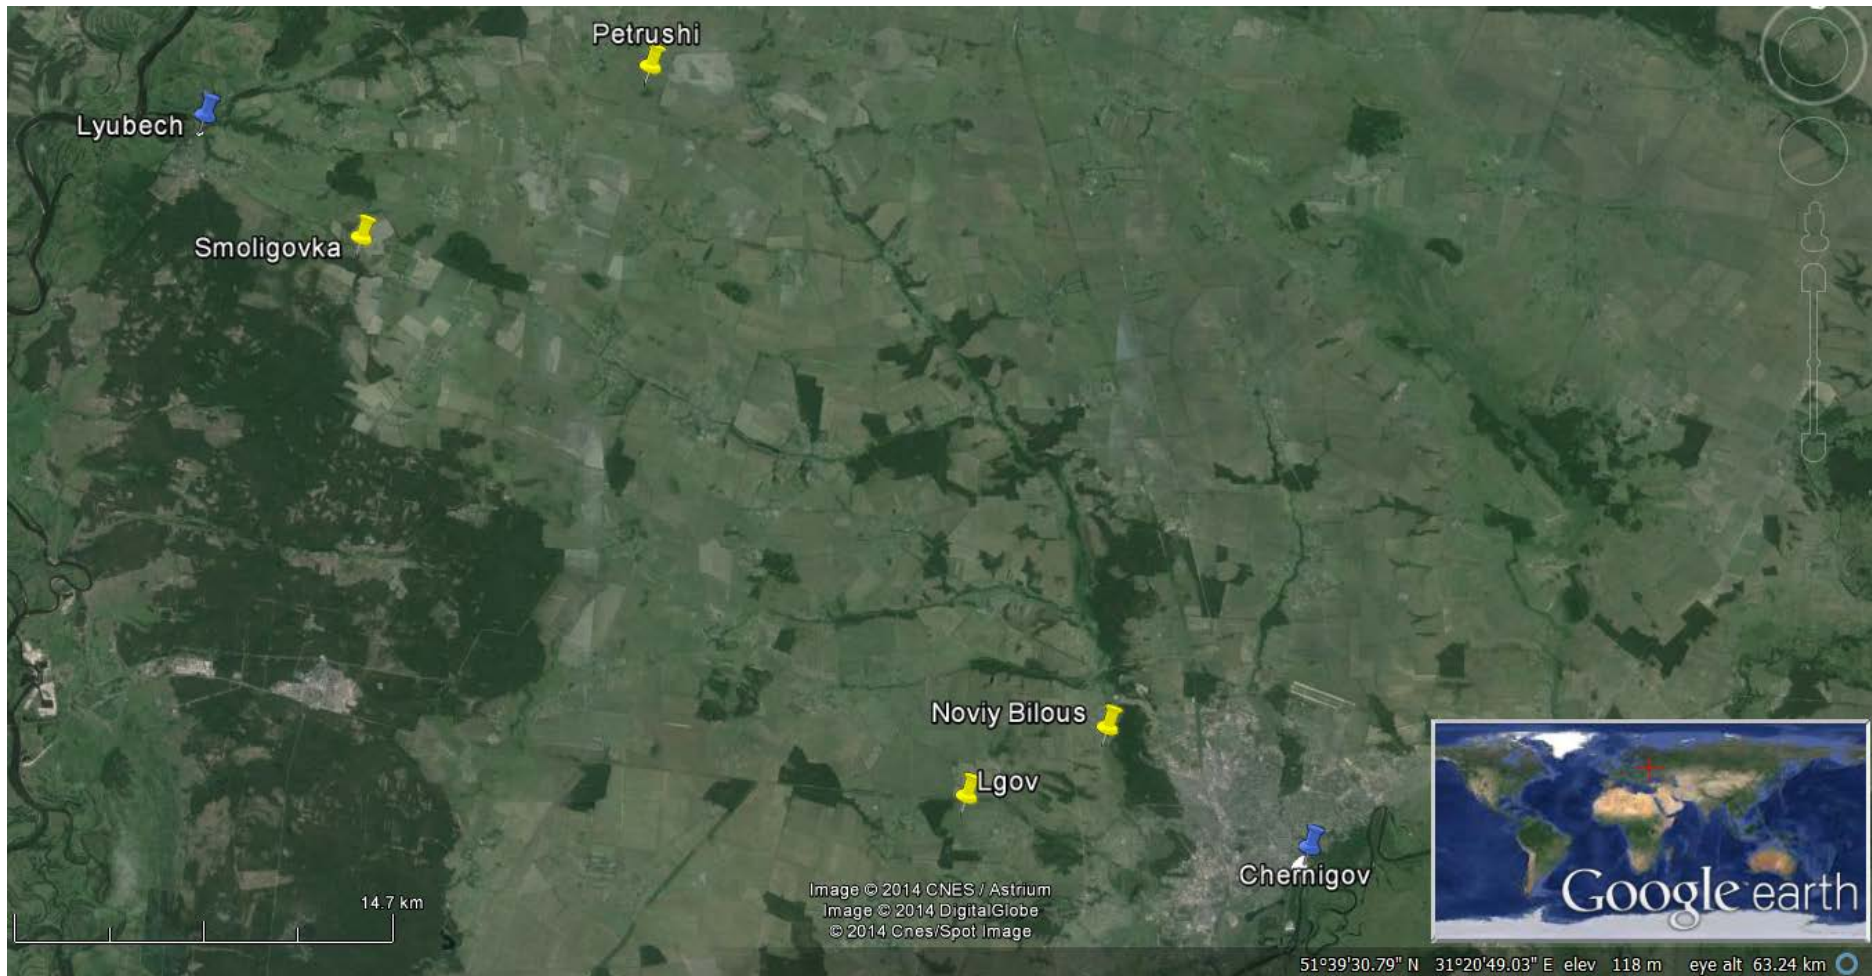 Petrushi
Lyubech
Smoligovka
Noviy Bilous
Lgov
Chernigov
14.7 km
Image © 2014 CNES / Astrium
Image © 2014 DigitalGlobe
© 2014 Cnes/Spot Image
Google earth
51°39'30.79" N 31°20'49.03" E elev 118 m eye alt 63.24 km